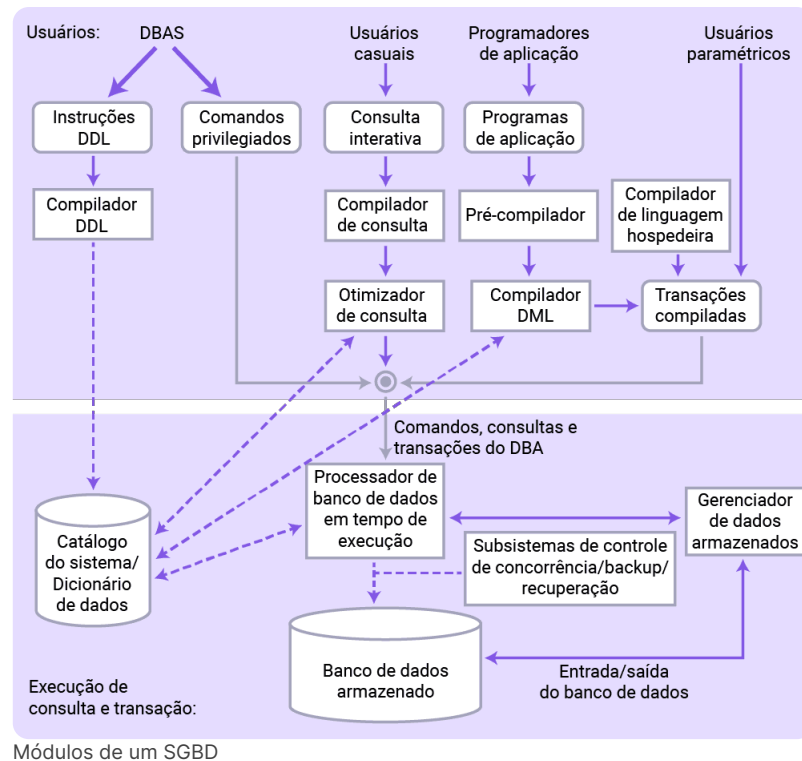 Usuários:
DBAS
Usuários
casuais
Programadores
de aplicação
Usuários
paramétricos
Instruções
DDL
Comandos
privilegiados
Consulta
interativa
Programas
de aplicação
Compilador
DDL
Compilador
de consulta
Pré-compilador
Compilador
de linguagem
hospedeira
Otimizador
de consulta
Compilador
DML
Transações
compiladas
Comandos, consultas e
transações do DBA
Processador de
banco de dados
em tempo de
execução
Gerenciador
de dados
armazenados
Catálogo
do sistema/
Dicionário
de dados
Subsistemas de controle
de concorrência/backup/
recuperação
Banco de dados
armazenado
Entrada/saída
do banco de dados
Execução de
consulta e transação:
Módulos de um SGBD